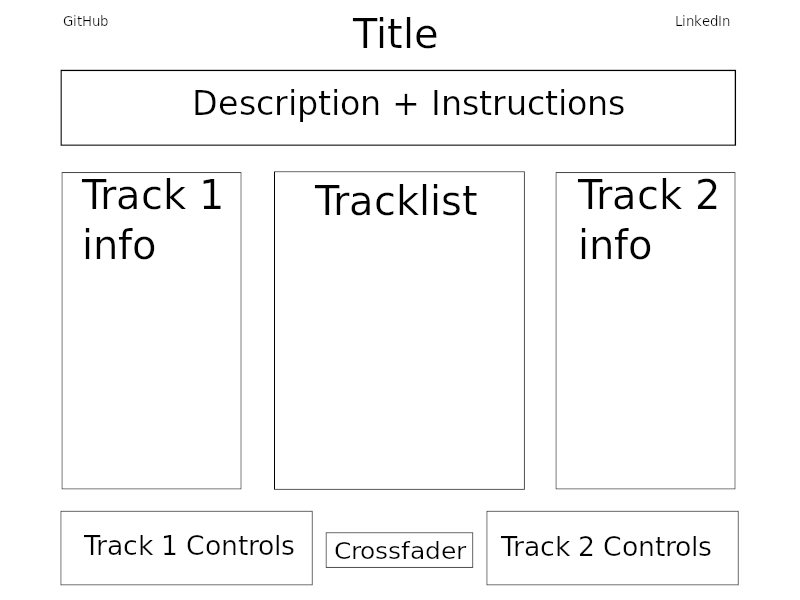 GitHub
Title
LinkedIn
Description + Instructions
Track 1
info
Tracklist
Track 2
info
Track 1 Controls
Crossfader
Track 2 Controls